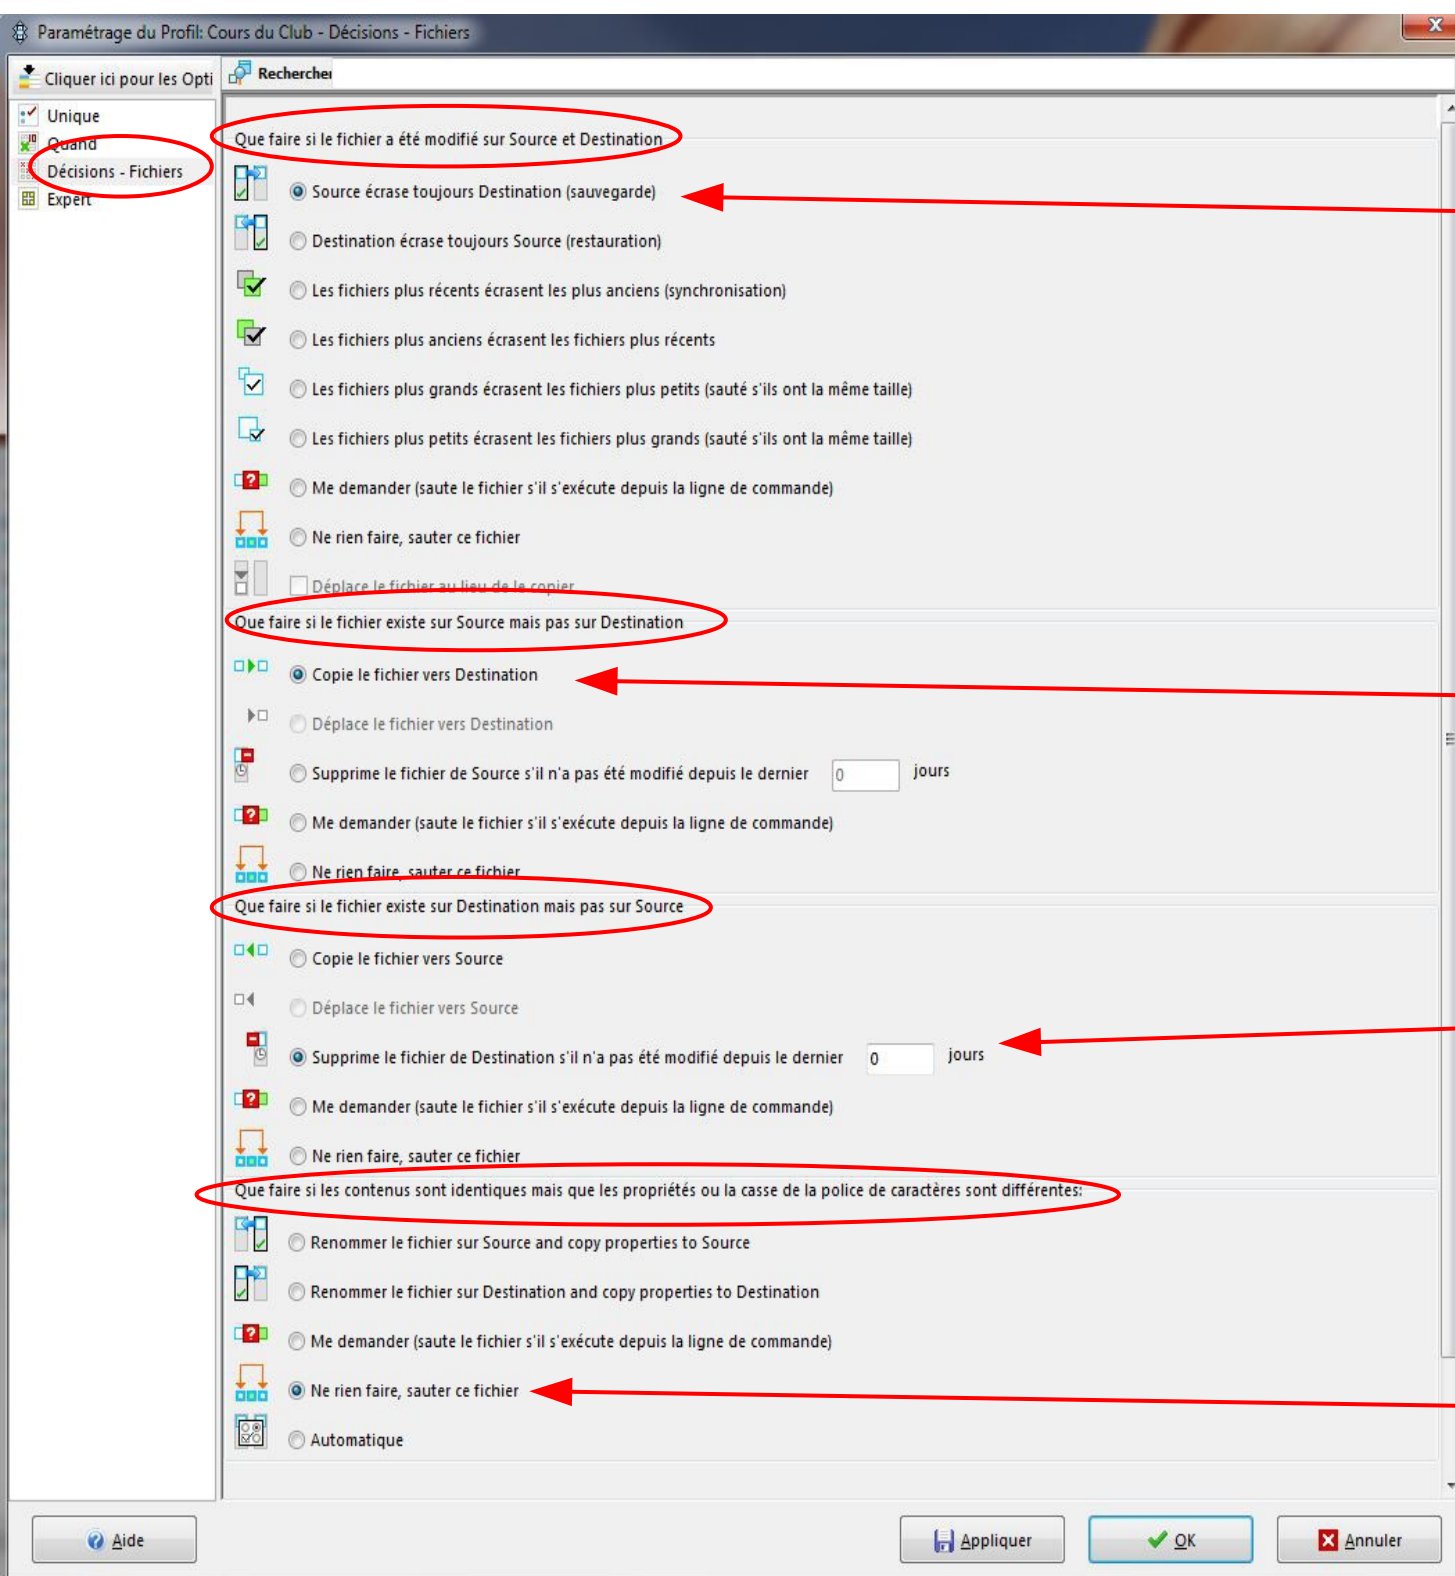 Paramétrage du Profil: Cours du Club - Décisions - Fichiers
x
Cliquer ici pour les Opti
Rechercher
Unique
Quand
Décisions - Fichiers
Expert
Que faire si le fichier a été modifié sur Source et Destination
Source écrase toujours Destination (sauvegarde)
Destination écrase toujours Source (restauration)
Les fichiers plus récents écrasent les plus anciens (synchronisation)
Les fichiers plus anciens écrasent les fichiers plus récents
Les fichiers plus grands écrasent les fichiers plus petits (sauté s'ils ont la même taille)
Les fichiers plus petits écrasent les fichiers plus grands (sauté s'ils ont la même taille)
Me demander (saute le fichier s'il s'exécute depuis la ligne de commande)
Ne rien faire, sauter ce fichier
Déplace le fichier au lieu de le copier
Que faire si le fichier existe sur Source mais pas sur Destination
Copie le fichier vers Destination
Déplace le fichier vers Destination
Supprime le fichier de Source s'il n'a pas été modifié depuis le dernier 0 jours
Me demander (saute le fichier s'il s'exécute depuis la ligne de commande)
Ne rien faire, sauter ce fichier
Que faire si le fichier existe sur Destination mais pas sur Source
Copie le fichier vers Source
Déplace le fichier vers Source
Supprime le fichier de Destination s'il n'a pas été modifié depuis le dernier 0 jours
Me demander (saute le fichier s'il s'exécute depuis la ligne de commande)
Ne rien faire, sauter ce fichier
Que faire si les contenus sont identiques mais que les propriétés ou la casse de la police de caractères sont différentes:
Renommer le fichier sur Source and copy properties to Source
Renommer le fichier sur Destination and copy properties to Destination
Me demander (saute le fichier s'il s'exécute depuis la ligne de commande)
Ne rien faire, sauter ce fichier
Automatique
Aide
Appliquer
OK
Annuler